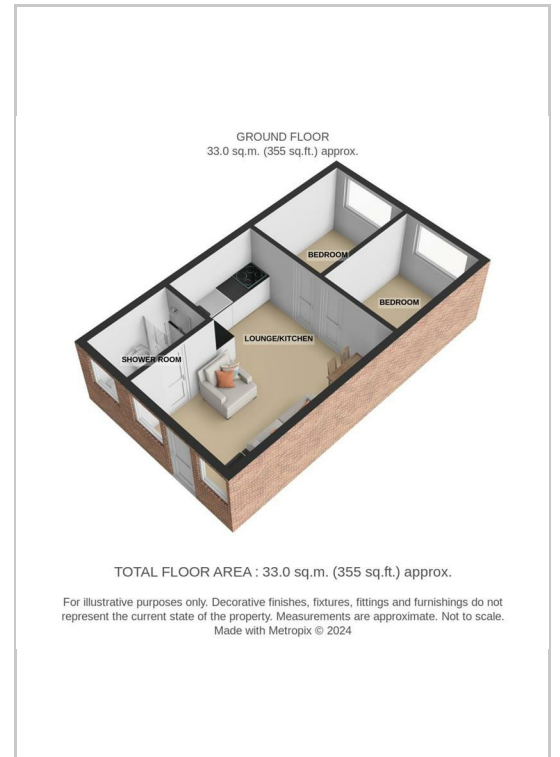 GROUND FLOOR
33.0 sq.m. (355 sq.ft.) approx.
BEDROOM
BEDROOM
LOUNGE/KITCHEN
SHOWER ROOM
TOTAL FLOOR AREA : 33.0 sq.m. (355 sq.ft.) approx.
For illustrative purposes only. Decorative finishes, fixtures, fittings and furnishings do not
represent the current state of the property. Measurements are approximate. Not to scale.
Made with Metropix © 2024